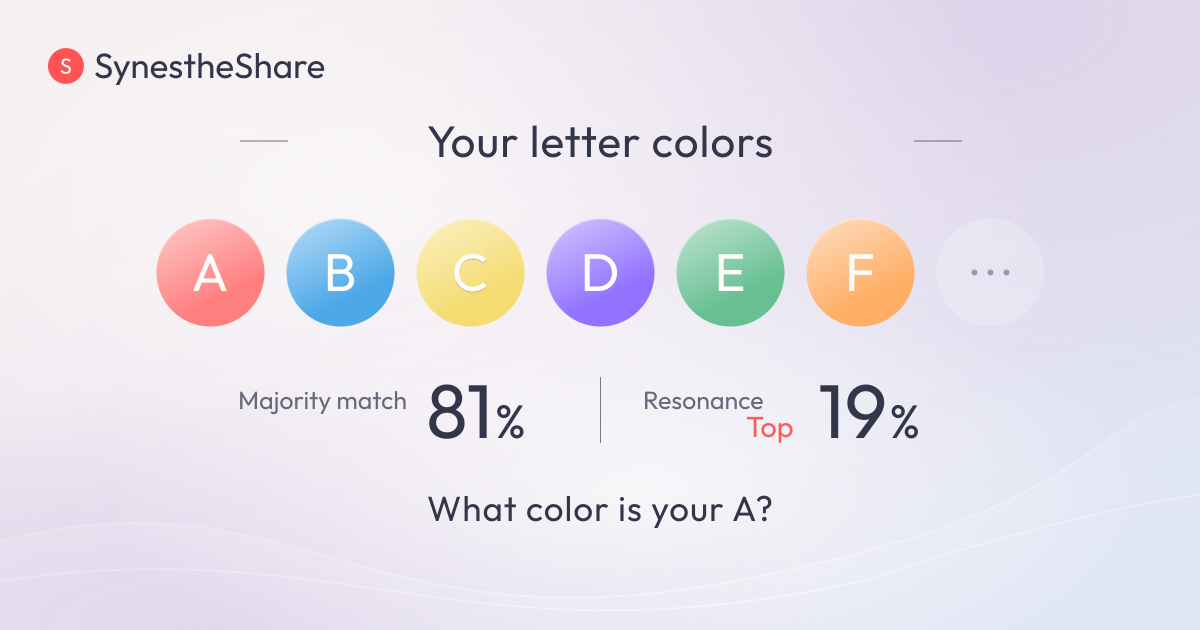 S SynestheShare
Your letter colors
A B C D E F ...
Majority match 81% Resonance Top 19%
What color is your A?